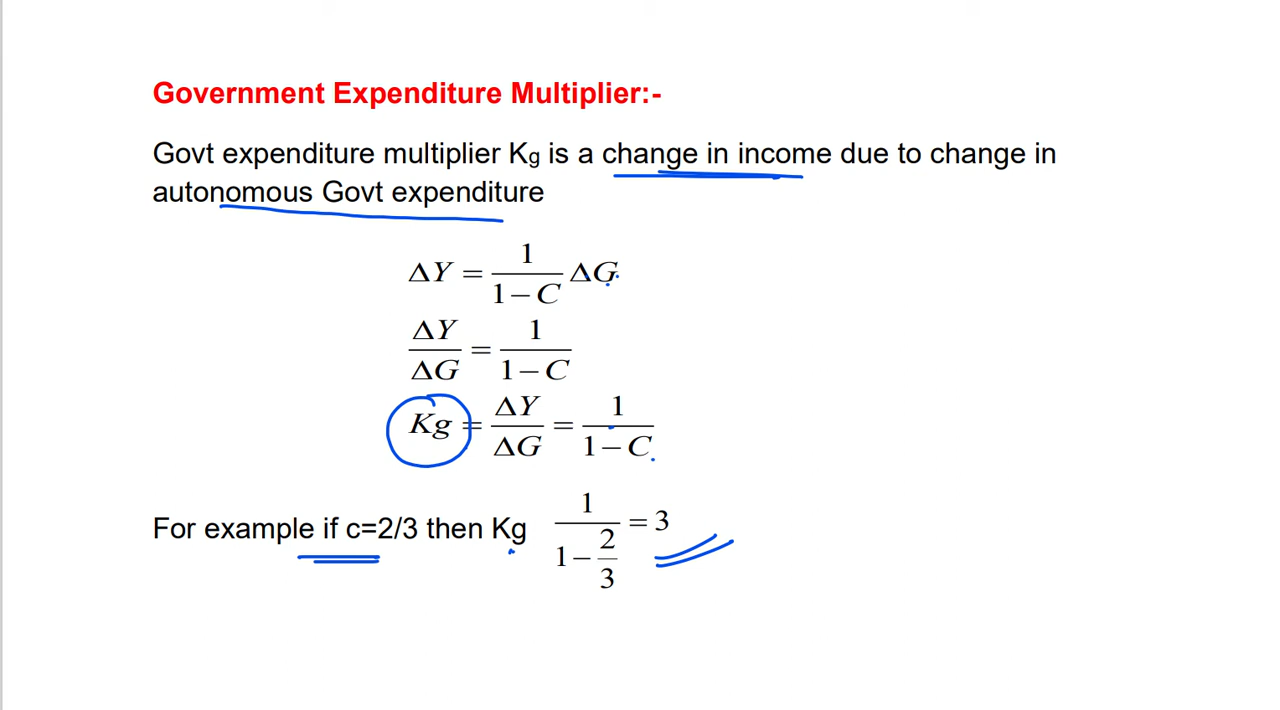 Government Expenditure Multiplier:-
Govt expenditure multiplier Kg is a change in income due to change in
autonomous Govt expenditure
ΔY = 1/(1−C) ΔG
ΔY/ΔG = 1/(1−C)
Kg = ΔY/ΔG = 1/(1−C)
For example if c=2/3 then Kg 1/(1−2/3) = 3